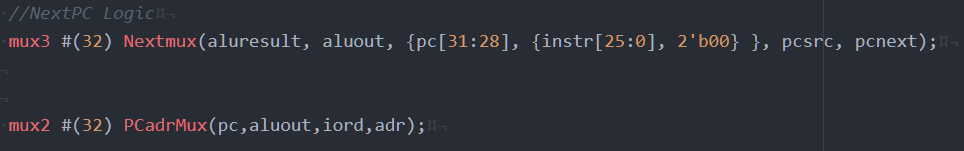 //NextPC Logic¤¬
mux3 #(32) Nextmux(aluresult, aluout, {pc[31:28], {instr[25:0], 2'b00} }, pcsrc, pcnext);¤¬
¬
¬
mux2 #(32) PCadrMux(pc,aluout,iord,adr);¤¬